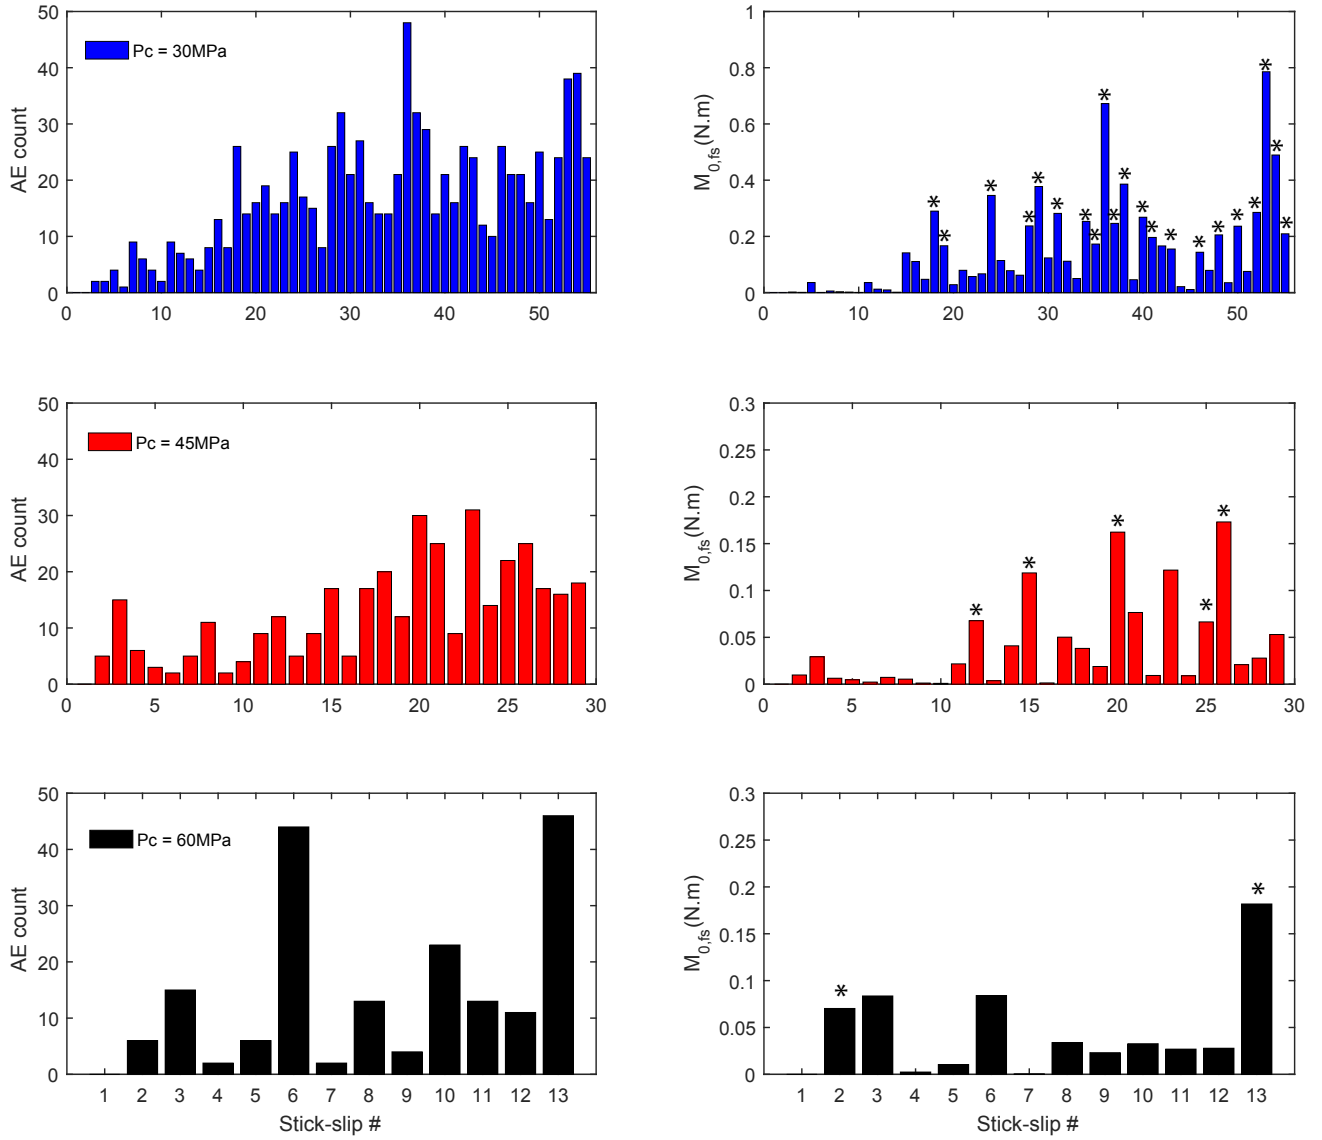 50
40
30
20
10
0
AE count
Pc = 30MPa
0 10 20 30 40 50
1
0.8
0.6
0.4
0.2
0
M0,fs(N.m)
* * * * * * * * * * * * * * * * * * * * * *
0 10 20 30 40 50
50
40
30
20
10
0
AE count
Pc = 45MPa
0 5 10 15 20 25 30
0.3
0.25
0.2
0.15
0.1
0.05
0
M0,fs(N.m)
* * * * *
0 5 10 15 20 25 30
50
40
30
20
10
0
AE count
Pc = 60MPa
1 2 3 4 5 6 7 8 9 10 11 12 13
Stick-slip #
0.3
0.25
0.2
0.15
0.1
0.05
0
M0,fs(N.m)
* *
1 2 3 4 5 6 7 8 9 10 11 12 13
Stick-slip #